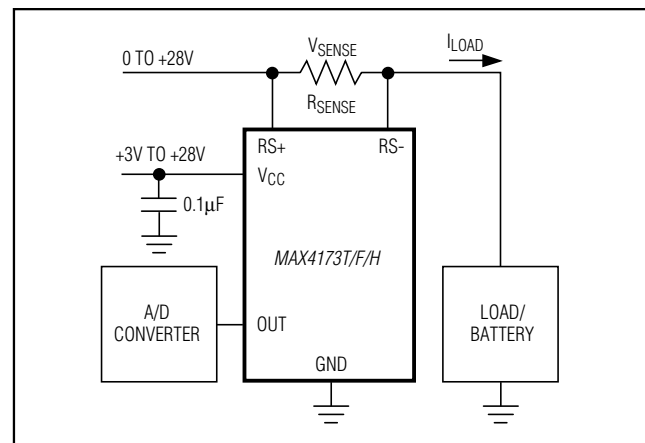 0 TO +28V
VSENSE
ILOAD
RSENSE
RS+
RS-
+3V TO +28V
VCC
0.1μF
MAX4173T/F/H
A/D
CONVERTER
OUT
LOAD/
BATTERY
GND